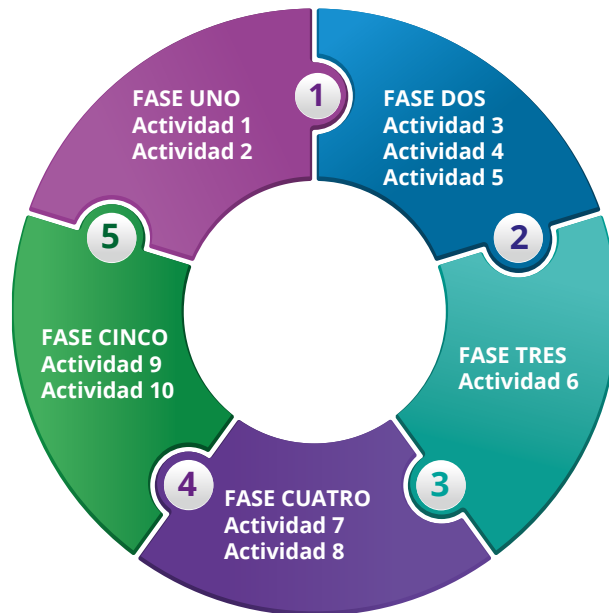 1
FASE UNO
Actividad 1
Actividad 2
FASE DOS
Actividad 3
Actividad 4
Actividad 5
2
FASE TRES
Actividad 6
3
FASE CUATRO
Actividad 7
Actividad 8
4
FASE CINCO
Actividad 9
Actividad 10
5